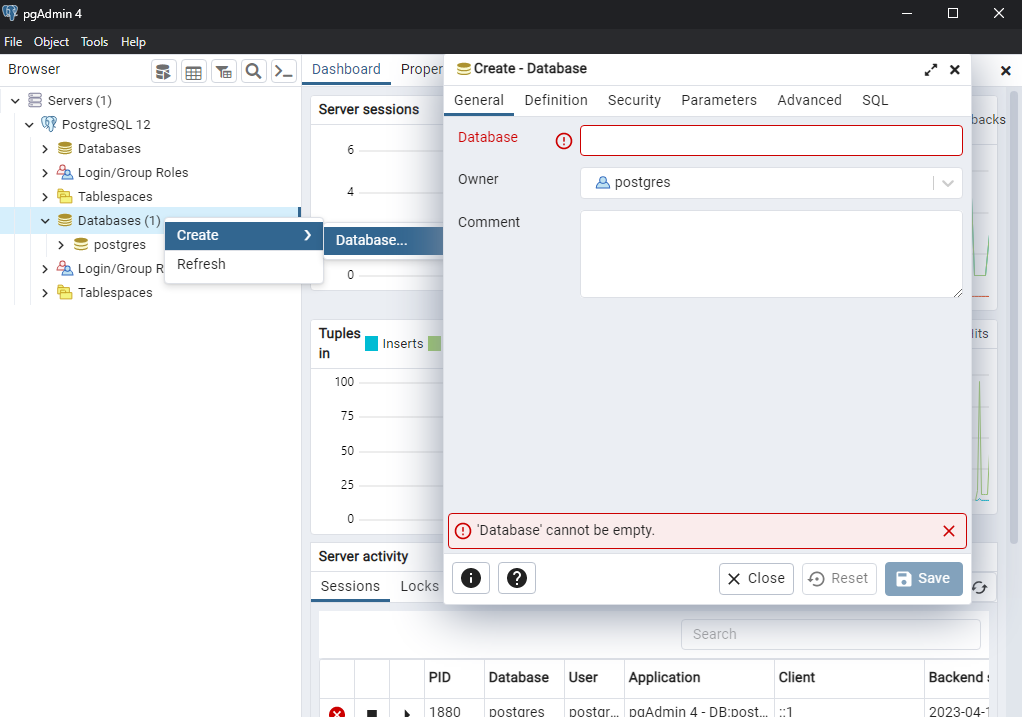 pgAdmin 4
File Object Tools Help
Browser
Servers (1)
PostgreSQL 12
Databases
Login/Group Roles
Tablespaces
Databases (1)
postgres
Login/Group R
Tablespaces
Create
Refresh
Database...
Dashboard Proper
Server sessions
6
4
0
Tuples
in
Inserts
100
75
50
25
0
Server activity
Sessions Locks
Search
PID Database User Application Client Backend s
1880 postgres postgr... pgAdmin 4 - DB:post... ::1 2023-04-1
Create - Database
General Definition Security Parameters Advanced SQL
Database
Owner postgres
Comment
'Database' cannot be empty.
Close Reset Save
backs
its